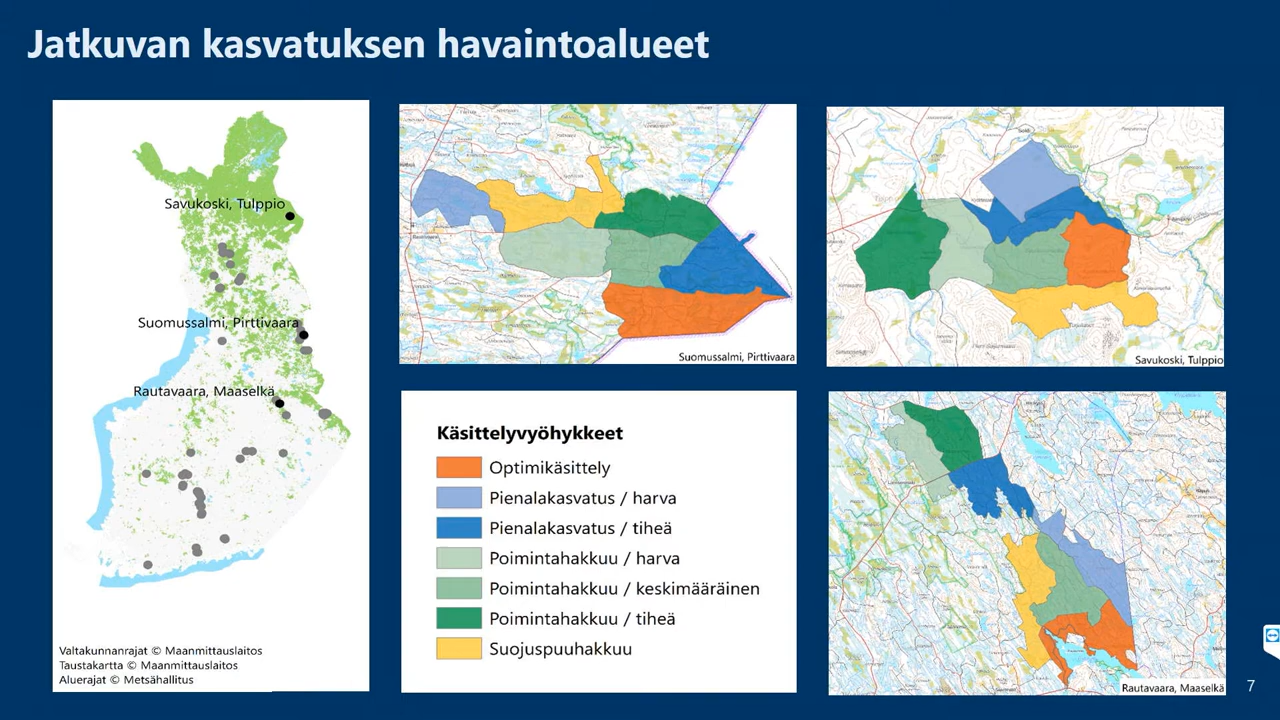 Jatkuvan kasvatuksen havaintoalueet
Savukoski, Tulppio
Suomussalmi, Pirttivaara
Rautavaara, Maaselkä
Valtakunnanrajat © Maanmittauslaitos
Taustakartta © Maanmittauslaitos
Aluerajat © Metsähallitus
Suomussalmi, Pirttivaara
Savukoski, Tulppio
Käsittelyvyöhykkeet
Optimikäsittely
Pienalakasvatus / harva
Pienalakasvatus / tiheä
Poimintahakkuu / harva
Poimintahakkuu / keskimääräinen
Poimintahakkuu / tiheä
Suojuspuuhakkuu
Rautavaara, Maaselkä
7